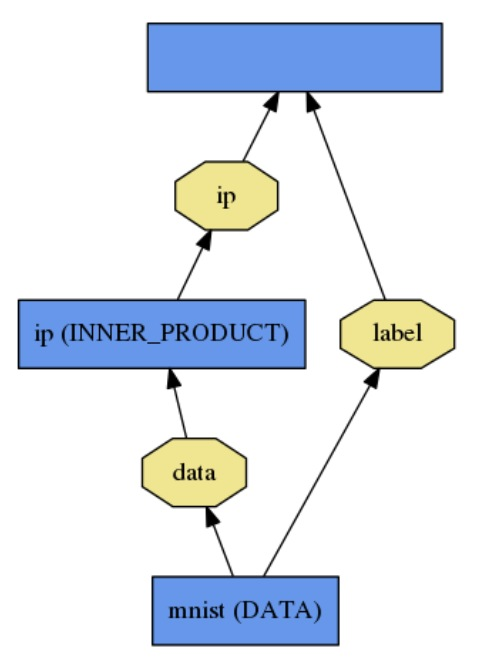 ip
ip (INNER_PRODUCT)
label
data
mnist (DATA)